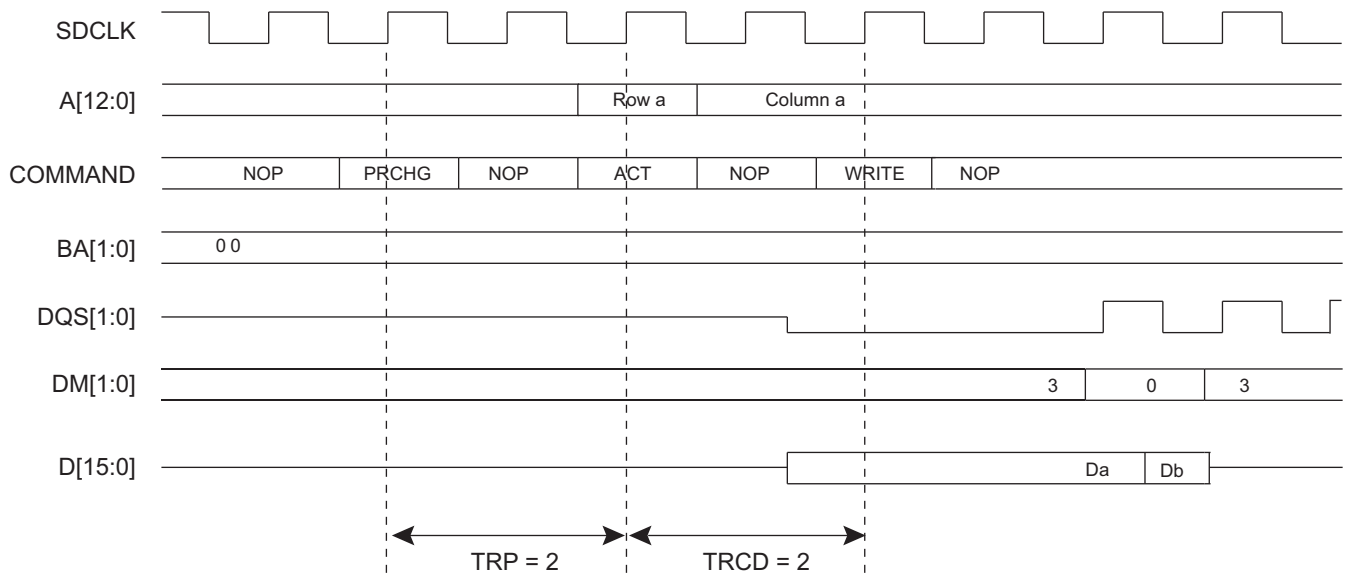 SDCLK
A[12:0] Row a Column a
COMMAND NOP PRCHG NOP ACT NOP WRITE NOP
BA[1:0] 0 0
DQS[1:0]
DM[1:0] 3 0 3
D[15:0] Da Db
TRP = 2 TRCD = 2